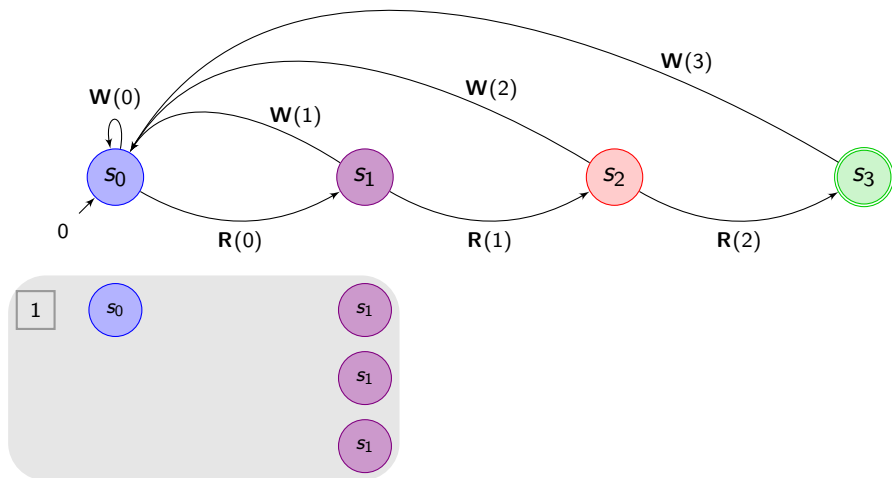 W(3)
W(2)
W(0)
W(1)
s₀ s₁ s₂ s₃
0
R(0) R(1) R(2)
1 s₀ s₁
s₁
s₁